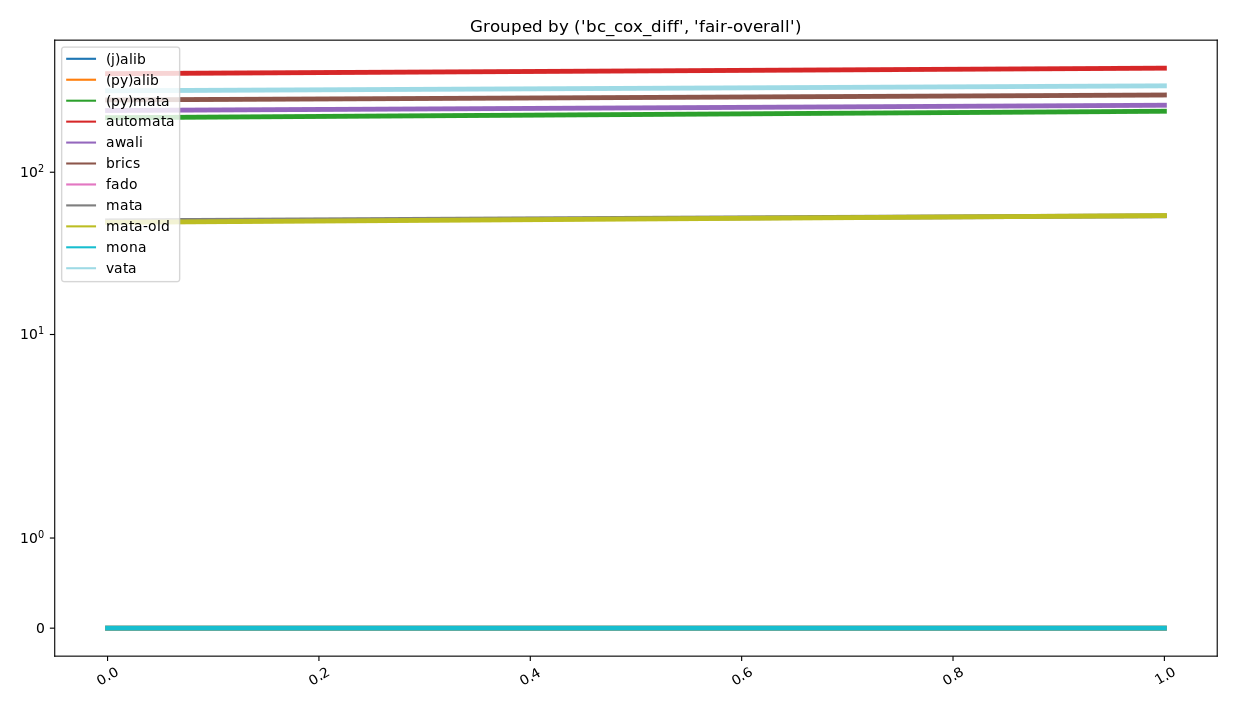 Grouped by ('bc_cox_diff', 'fair-overall')
(j)alib
(py)alib
(py)mata
automata
awali
brics
fado
mata
mata-old
mona
vata
10²
10¹
10⁰
0
0.0
0.2
0.4
0.6
0.8
1.0